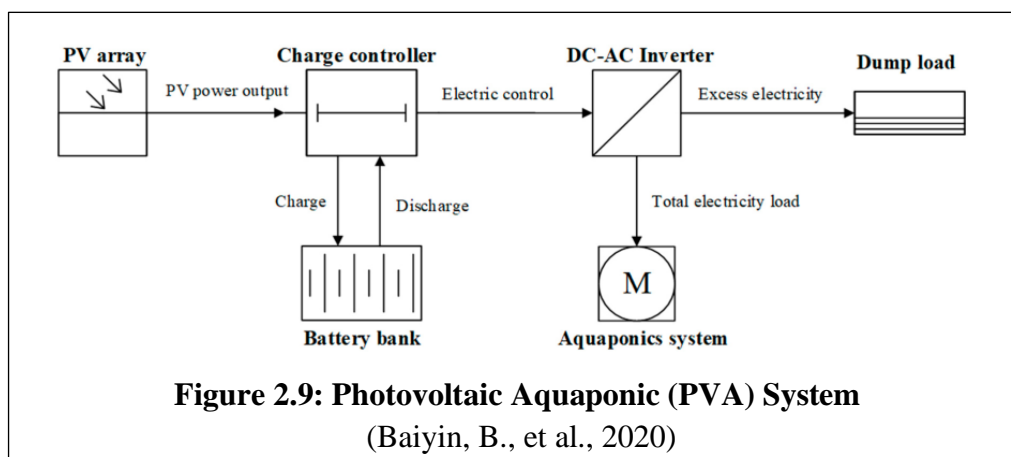 PV array
Charge controller
DC-AC Inverter
Dump load
PV power output
Electric control
Excess electricity
Charge
Discharge
Total electricity load
M
Battery bank
Aquaponics system
Figure 2.9: Photovoltaic Aquaponic (PVA) System
(Baiyin, B., et al., 2020)